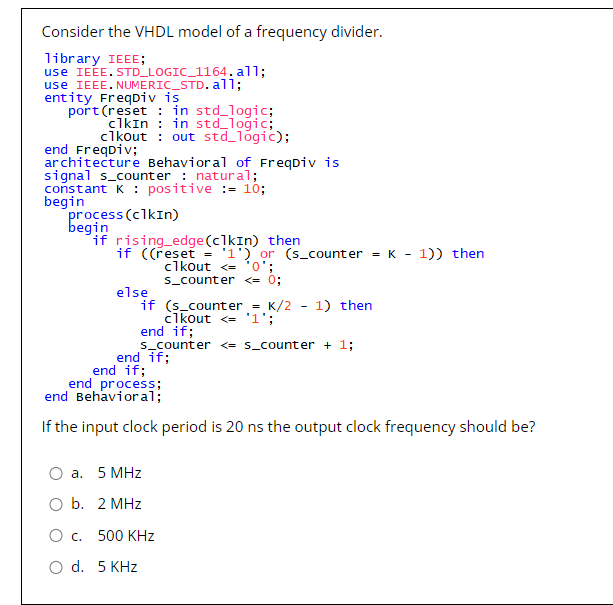 Consider the VHDL model of a frequency divider.
library IEEE;
use IEEE.STD_LOGIC_1164.all;
use IEEE.NUMERIC_STD.all;
entity FreqDiv is
port(reset : in std_logic;
clkIn : in std_logic;
clkOut : out std_logic);
end FreqDiv;
architecture Behavioral of FreqDiv is
signal s_counter : natural;
constant K : positive := 10;
begin
process(clkIn)
begin
if rising_edge(clkIn) then
if ((reset = '1') or (s_counter = K - 1)) then
clkOut <= '0';
s_counter <= 0;
else
if (s_counter = K/2 - 1) then
clkOut <= '1';
end if;
s_counter <= s_counter + 1;
end if;
end if;
end process;
end Behavioral;
If the input clock period is 20 ns the output clock frequency should be?
a. 5 MHz
b. 2 MHz
c. 500 KHz
d. 5 KHz